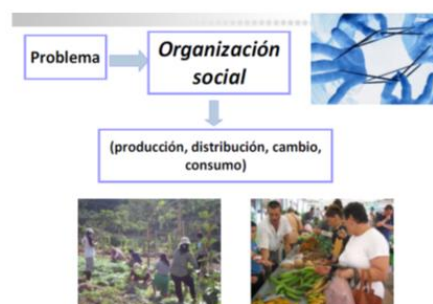 Problema
Organización
social
(producción, distribución, cambio,
consumo)